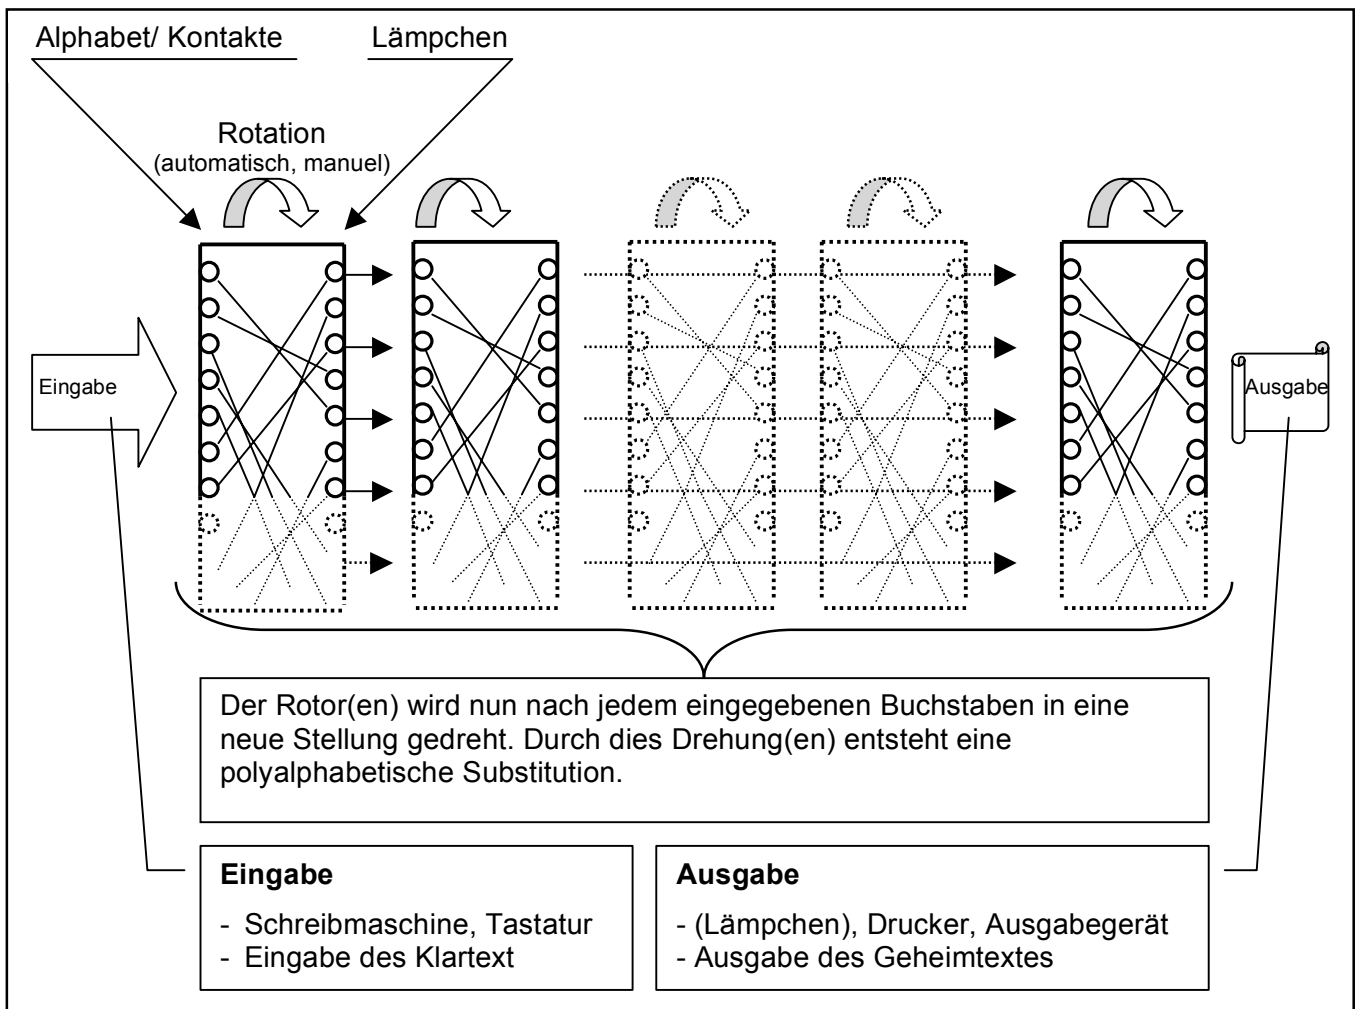 Alphabet/ Kontakte
Lämpchen
Rotation
(automatisch, manuel)
Eingabe
Ausgabe
Der Rotor(en) wird nun nach jedem eingegebenen Buchstaben in eine
neue Stellung gedreht. Durch dies Drehung(en) entsteht eine
polyalphabetische Substitution.
Eingabe
- Schreibmaschine, Tastatur
- Eingabe des Klartext
Ausgabe
- (Lämpchen), Drucker, Ausgabegerät
- Ausgabe des Geheimtextes